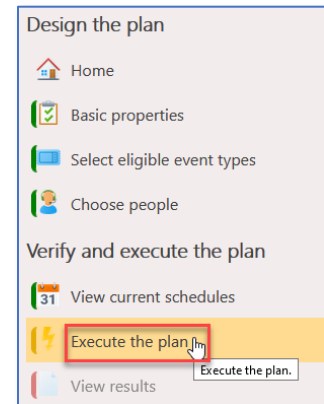 Design the plan
Home
Basic properties
Select eligible event types
Choose people
Verify and execute the plan
31 View current schedules
Execute the plan
Execute the plan.
View results